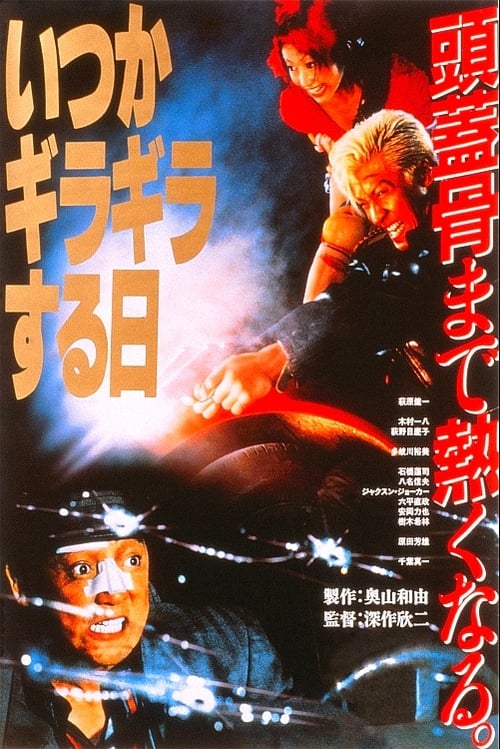 頭蓋骨まで熱くなる。
いつか
ギラギラ
する日
萩原健一
木村一八
荻野目慶子
多岐川裕美
石橋蓮司
八名信夫
ジャクスン・ジョーカー
六平直政
安岡力也
樹木希林
原田芳雄
千葉真一
製作:奥山和由
監督:深作欣二